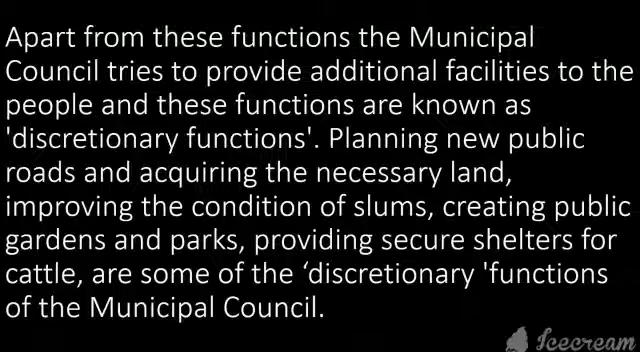 Apart from these functions the Municipal
Council tries to provide additional facilities to the
people and these functions are known as
'discretionary functions'. Planning new public
roads and acquiring the necessary land,
improving the condition of slums, creating public
gardens and parks, providing secure shelters for
cattle, are some of the ‘discretionary 'functions
of the Municipal Council.
Icecream